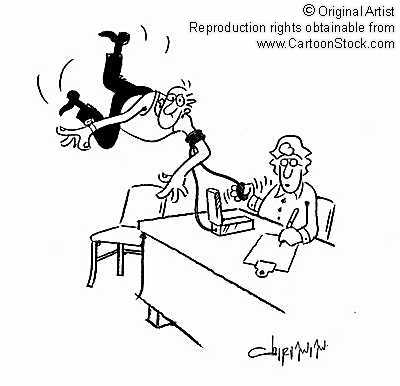 © Original Artist
Reproduction rights obtainable from
www.CartoonStock.com